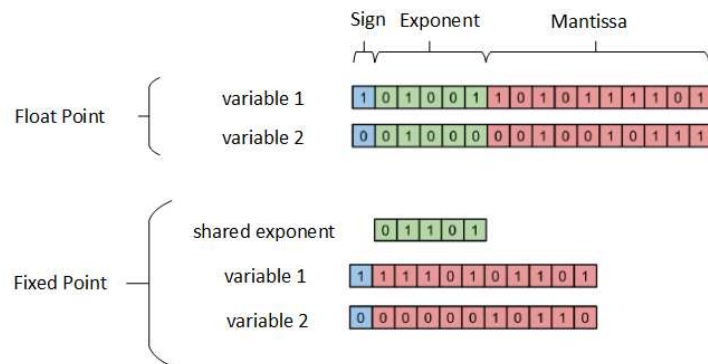 Sign Exponent Mantissa
Float Point
variable 1 1 0 1 0 0 1 1 0 1 0 1 1 1 1 0 1
variable 2 0 0 1 0 0 0 0 0 1 0 0 1 0 1 1 1
Fixed Point
shared exponent 0 1 1 0 1
variable 1 1 1 1 1 0 1 0 1 1 0 1
variable 2 0 0 0 0 0 0 1 0 1 1 0